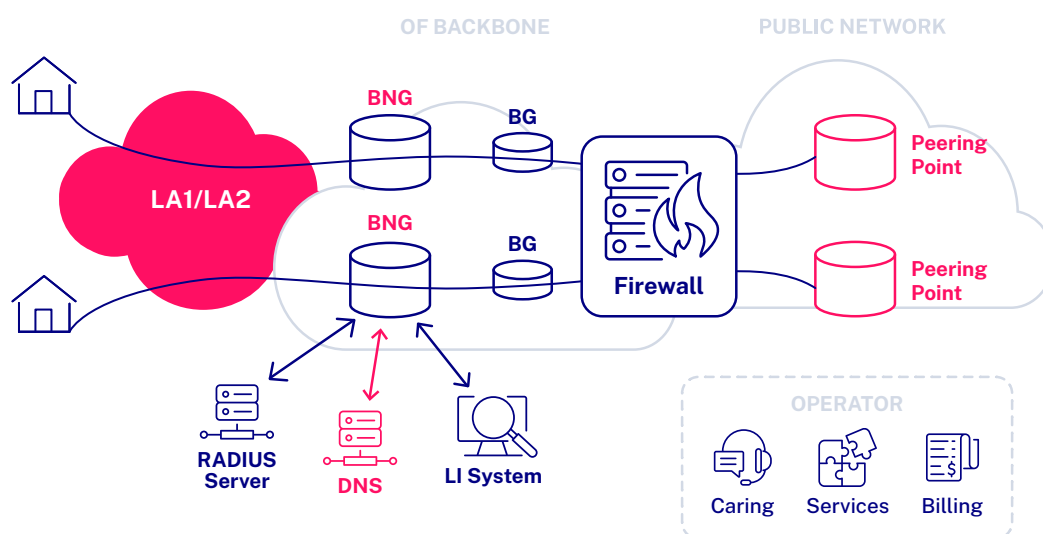 OF BACKBONE
PUBLIC NETWORK
BNG
BG
Peering
Point
LA1/LA2
BNG
BG
Firewall
Peering
Point
RADIUS
Server
DNS
LI System
OPERATOR
$
Caring
Services
Billing